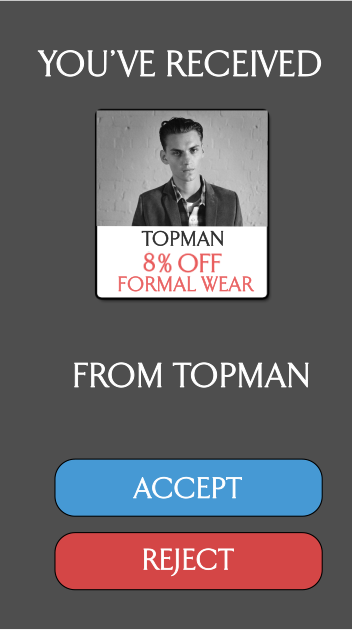 YOU'VE RECEIVED
TOPMAN
8% OFF
FORMAL WEAR
FROM TOPMAN
ACCEPT
REJECT